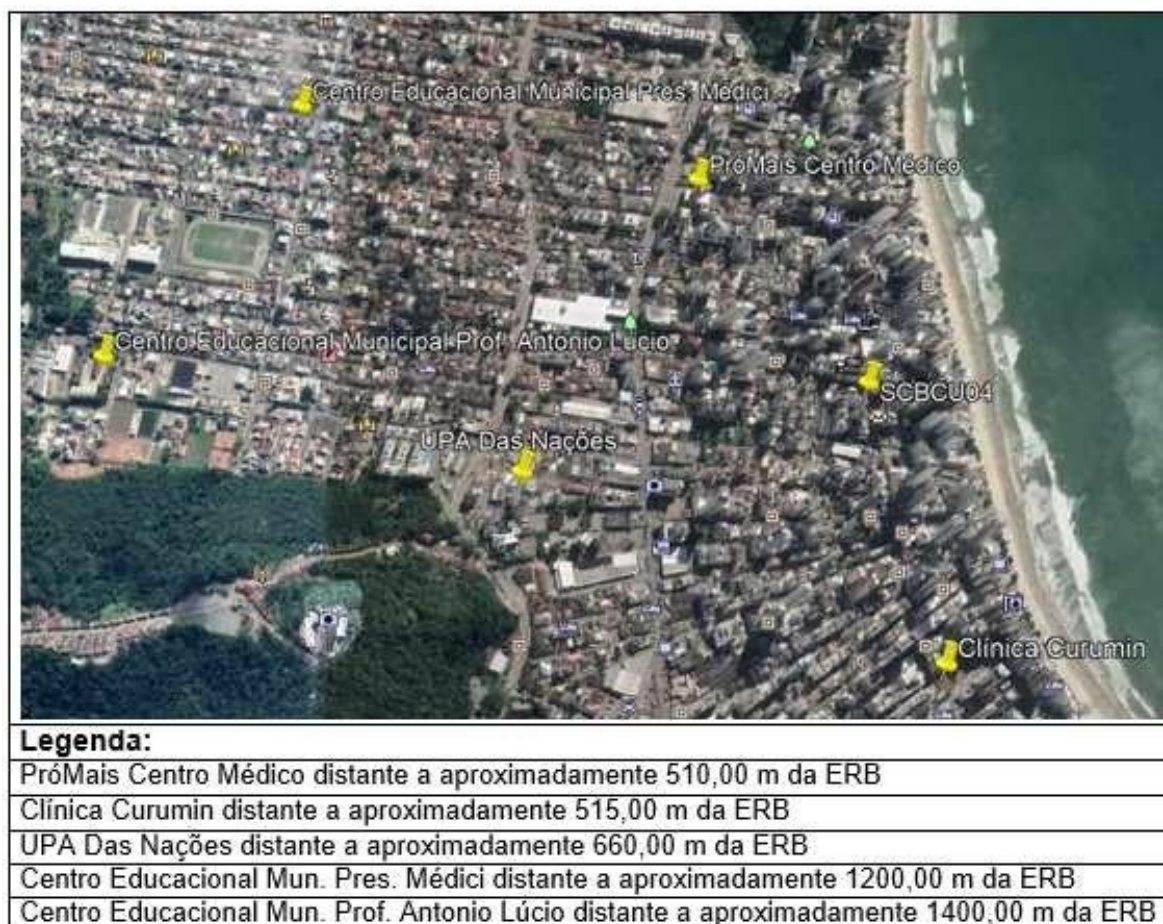 Centro Educacional Municipal Pres. Médici
PróMais Centro Médico
Centro Educacional Municipal Prof. Antonio Lúcio
SCBCU04
UPA Das Nações
Clínica Curumin
Legenda:
PróMais Centro Médico distante a aproximadamente 510,00 m da ERB
Clínica Curumin distante a aproximadamente 515,00 m da ERB
UPA Das Nações distante a aproximadamente 660,00 m da ERB
Centro Educacional Mun. Pres. Médici distante a aproximadamente 1200,00 m da ERB
Centro Educacional Mun. Prof. Antonio Lúcio distante a aproximadamente 1400,00 m da ERB